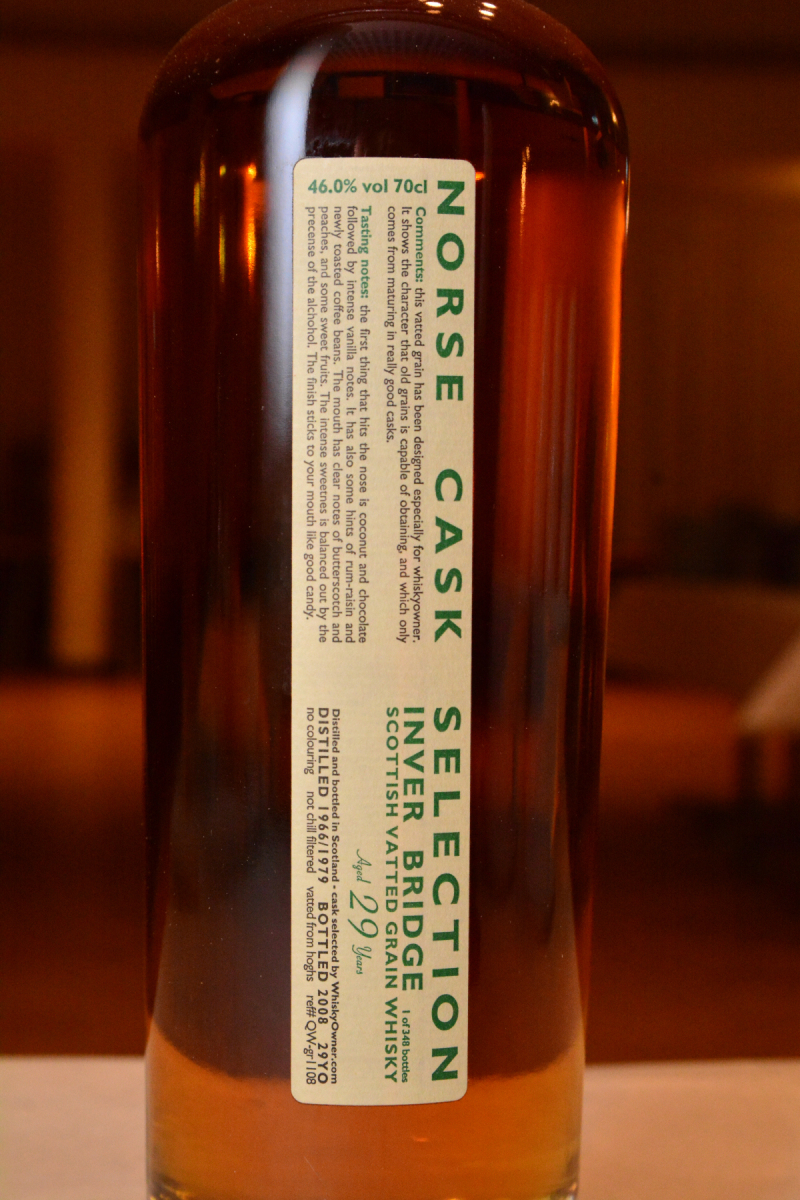 NORSE CASK SELECTION
46.0% vol 70cl
Comments: this vatted grain has been designed especially for whiskyowner.
It shows the character that old grains is capable of obtaining, and which only
comes from maturing in really good casks.
Tasting notes: the first thing that hits the nose is coconut and chocolate
followed by intense vanilla notes. It has also some hints of rum-raisin and
newly toasted coffee beans. The mouth has clear notes of butterscotch and
peaches, and some sweet fruits. The intense sweetnes is balanced out by the
precense of the alchohol. The finish sticks to your mouth like good candy.
INVER BRIDGE 1 of 348 bottles
SCOTTISH VATTED GRAIN WHISKY
Aged 29 Years
Distilled and bottled in Scotland - cask selected by WhiskyOwner.com
DISTILLED 1966/1979 BOTTLED 2008 29YO
no colouring not chill filtered vatted from hoghs ref# QW-gr1108